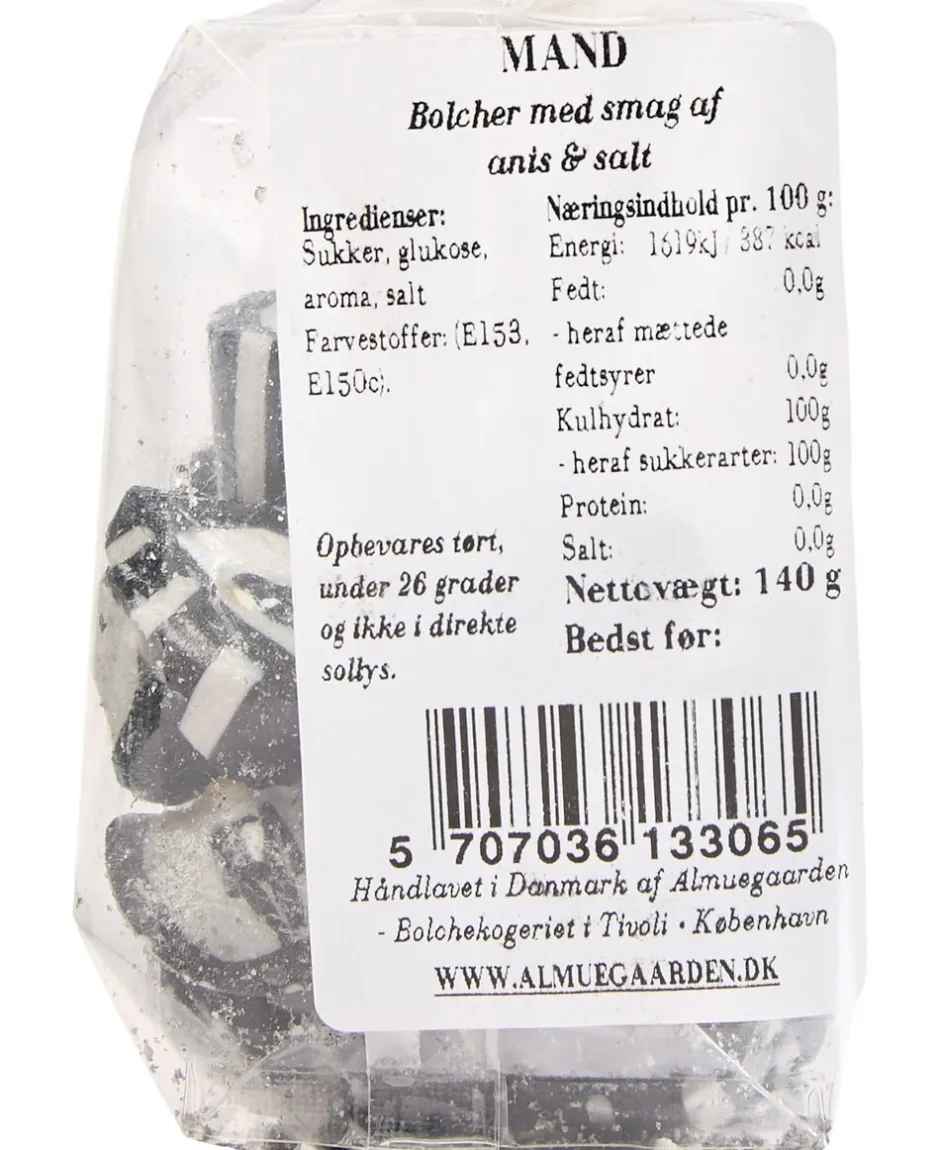 MAND
Bolcher med smag af
anis & salt
Ingredienser:
Sukker, glukose,
aroma, salt
Farvestoffer: (E153,
E150c).
Opbevares tørt,
under 26 grader
og ikke i direkte
sollys.
Næringsindhold pr. 100 g:
Energi: 1619kJ / 387 kcal
Fedt: 0,0g
- heraf mættede
fedtsyrer 0,0g
Kulhydrat: 100g
- heraf sukkerarter: 100g
Protein: 0,0g
Salt: 0,0g
Nettovægt: 140 g
Bedst før:
5 707036 133065
Håndlavet i Danmark af Almuegaarden
- Bolchekogeriet i Tivoli • København
WWW.ALMUEGAARDEN.DK